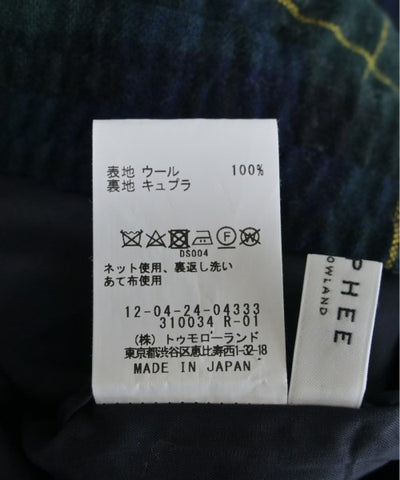 表地 ウール 100%
裏地 キュプラ
DS004
ネット使用、裏返し洗い
あて布使用
12-04-24-04333
310034 R-01
(株) トゥモローランド
東京都渋谷区恵比寿西1-32-18
MADE IN JAPAN
PHEE
ROWLAND